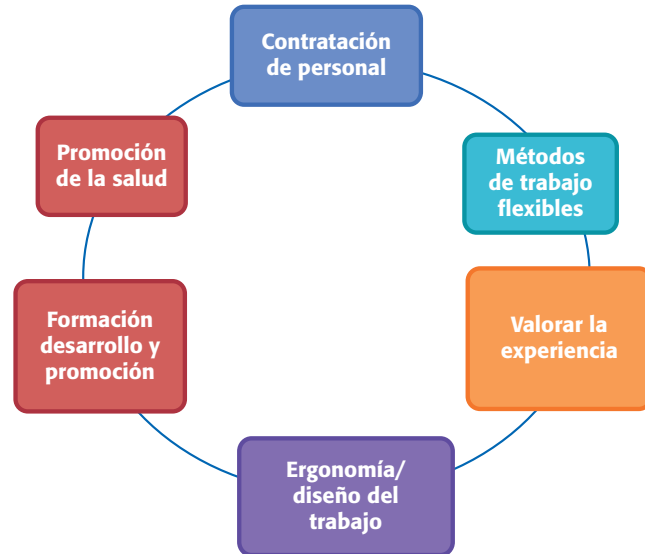 Contratación
de personal
Métodos
de trabajo
flexibles
Valorar la
experiencia
Ergonomía/
diseño del
trabajo
Formación
desarrollo y
promoción
Promoción
de la salud